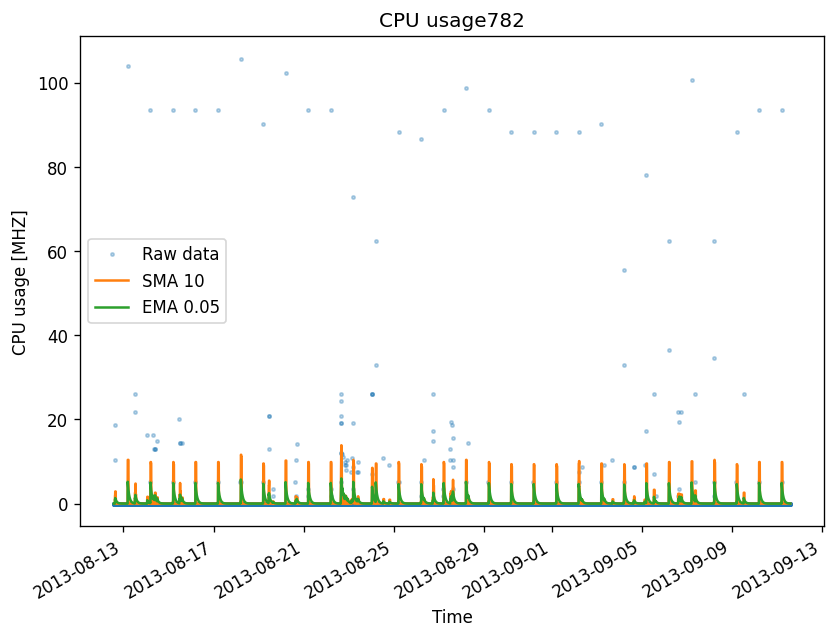 CPU usage782
CPU usage [MHZ]
100
80
60
40
20
0
Raw data
SMA 10
EMA 0.05
2013-08-13
2013-08-17
2013-08-21
2013-08-25
2013-08-29
2013-09-01
2013-09-05
2013-09-09
2013-09-13
Time